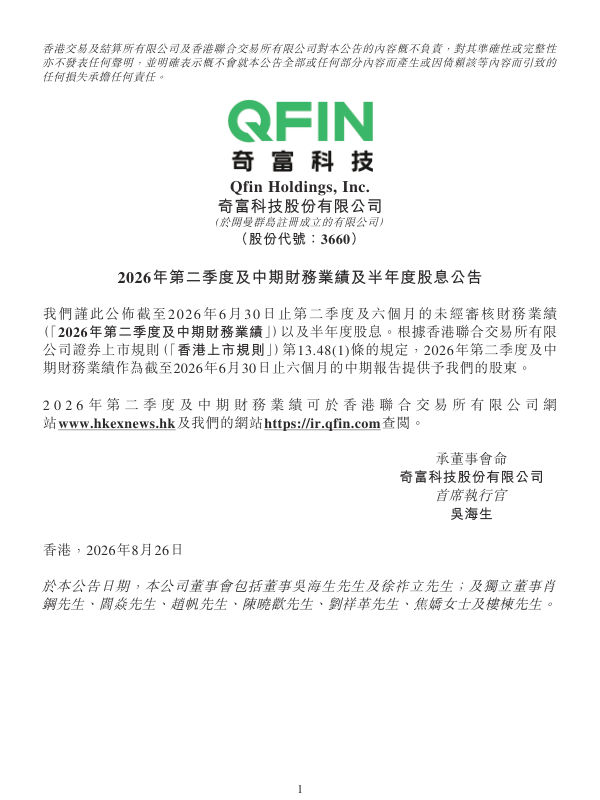 香港交易及結算所有限公司及香港聯合交易所有限公司對本公告的內容概不負責，對其準確性或完整性
亦不發表任何聲明，並明確表示概不會就本公告全部或任何部分內容而產生或因倚賴該等內容而引致的
任何損失承擔任何責任。
QFIN
奇富科技
Qfin Holdings, Inc.
奇富科技股份有限公司
(於開曼群島註冊成立的有限公司)
（股份代號：3660）
2026年第二季度及中期財務業績及半年度股息公告
我們謹此公佈截至2026年6月30日止第二季度及六個月的未經審核財務業績
(「2026年第二季度及中期財務業績」) 以及半年度股息。根據香港聯合交易所有限
公司證券上市規則 (「香港上市規則」) 第13.48(1)條的規定，2026年第二季度及中
期財務業績作為截至2026年6月30日止六個月的中期報告提供予我們的股東。
2026年第二季度及中期財務業績可於香港聯合交易所有限公司網
站www.hkexnews.hk及我們的網站https://ir.qfin.com查閱。
承董事會命
奇富科技股份有限公司
首席執行官
吳海生
香港，2026年8月26日
於本公告日期，本公司董事會包括董事吳海生先生及徐祚立先生；及獨立董事肖
鋼先生、閻焱先生、趙帆先生、陳曉歡先生、劉祥革先生、焦嬌女士及樓棟先生。
1